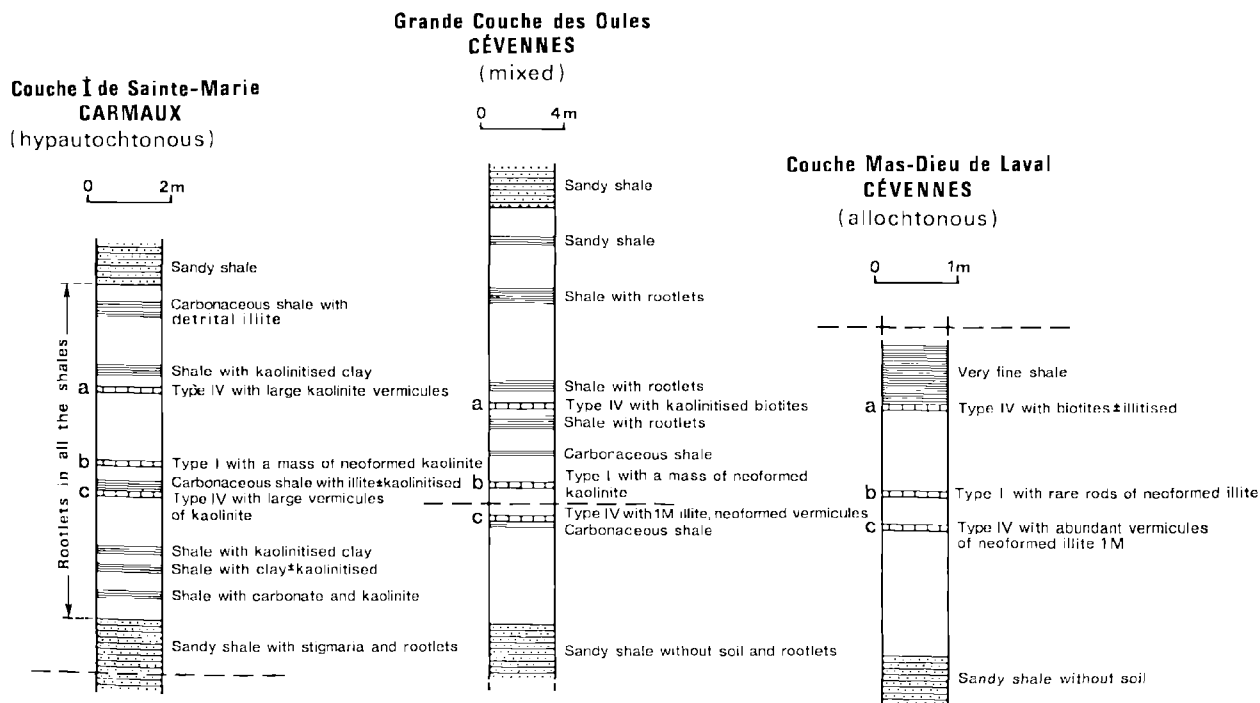 Couche I de Sainte-Marie
CARMAUX
(hypautochtonous)
0 2m
Sandy shale
Carbonaceous shale with
detrital illite
Shale with kaolinitised clay
a Type IV with large kaolinite vermicules
b Type I with a mass of neoformed kaolinite
Carbonaceous shale with illite±kaolinitised
c Type IV with large vermicules
of kaolinite
Shale with kaolinitised clay
Shale with clay±kaolinitised
Shale with carbonate and kaolinite
Sandy shale with stigmaria and rootlets
Rootlets in all the shales
Grande Couche des Oules
CÉVENNES
(mixed)
0 4m
Sandy shale
Sandy shale
Shale with rootlets
Shale with rootlets
a Type IV with kaolinitised biotites
Shale with rootlets
Carbonaceous shale
b Type I with a mass of neoformed
kaolinite
c Type IV with 1M illite, neoformed vermicules
Carbonaceous shale
Sandy shale without soil and rootlets
Couche Mas-Dieu de Laval
CÉVENNES
(allochtonous)
0 1m
Very fine shale
a Type IV with biotites±illitised
b Type I with rare rods of neoformed illite
c Type IV with abundant vermicules
of neoformed illite 1M
Sandy shale without soil